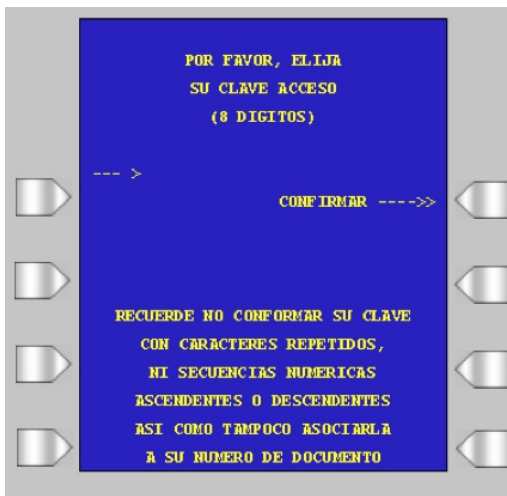 POR FAVOR, ELIJA
SU CLAVE ACCESO
(8 DIGITOS)
--- >
CONFIRMAR ---->>
RECUERDE NO CONFORMAR SU CLAVE
CON CARACTERES REPETIDOS,
NI SECUENCIAS NUMERICAS
ASCENDENTES O DESCENDENTES
ASI COMO TAMPOCO ASOCIARLA
A SU NUMERO DE DOCUMENTO